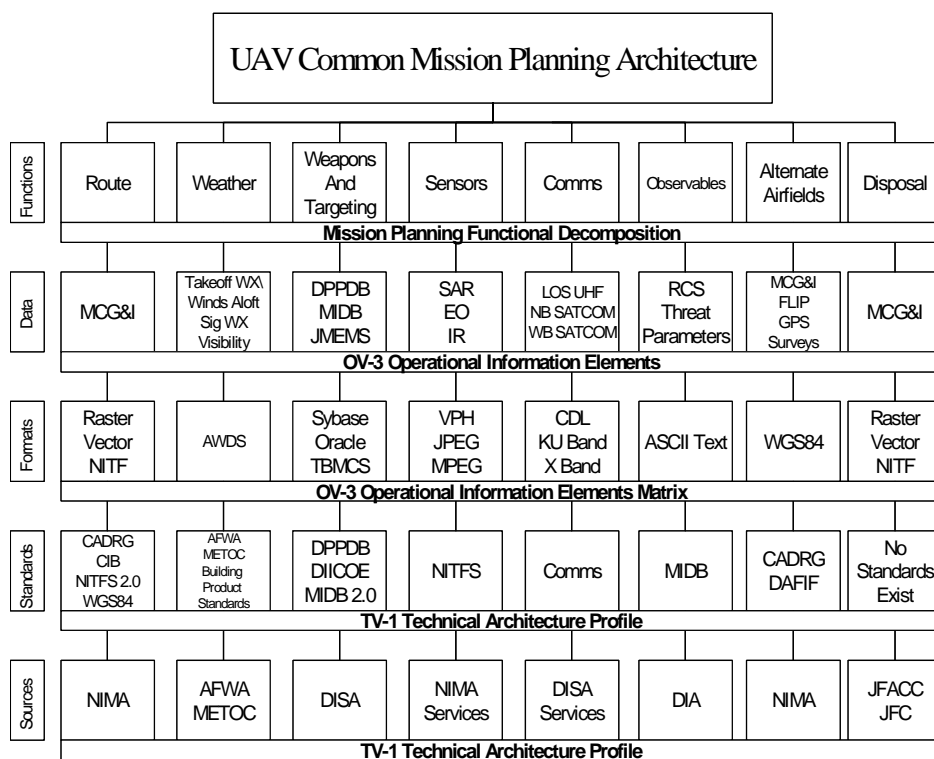 UAV Common Mission Planning Architecture
Functions
Route
Weather
Weapons
And
Targeting
Sensors
Comms
Observables
Alternate
Airfields
Disposal
Mission Planning Functional Decomposition
Data
MCG&I
Takeoff WX\
Winds Aloft
Sig WX
Visibility
DPPDB
MIDB
JMEMS
SAR
EO
IR
LOS UHF
NB SATCOM
WB SATCOM
RCS
Threat
Parameters
MCG&I
FLIP
GPS
Surveys
MCG&I
OV-3 Operational Information Elements
Formats
Raster
Vector
NITF
AWDS
Sybase
Oracle
TBMCS
VPH
JPEG
MPEG
CDL
KU Band
X Band
ASCII Text
WGS84
Raster
Vector
NITF
OV-3 Operational Information Elements Matrix
Standards
CADRG
CIB
NITFS 2.0
WGS84
AFWA
METOC
Building
Product
Standards
DPPDB
DIICOE
MIDB 2.0
NITFS
Comms
MIDB
CADRG
DAFIF
No
Standards
Exist
TV-1 Technical Architecture Profile
Sources
NIMA
AFWA
METOC
DISA
NIMA
Services
DISA
Services
DIA
NIMA
JFACC
JFC
TV-1 Technical Architecture Profile